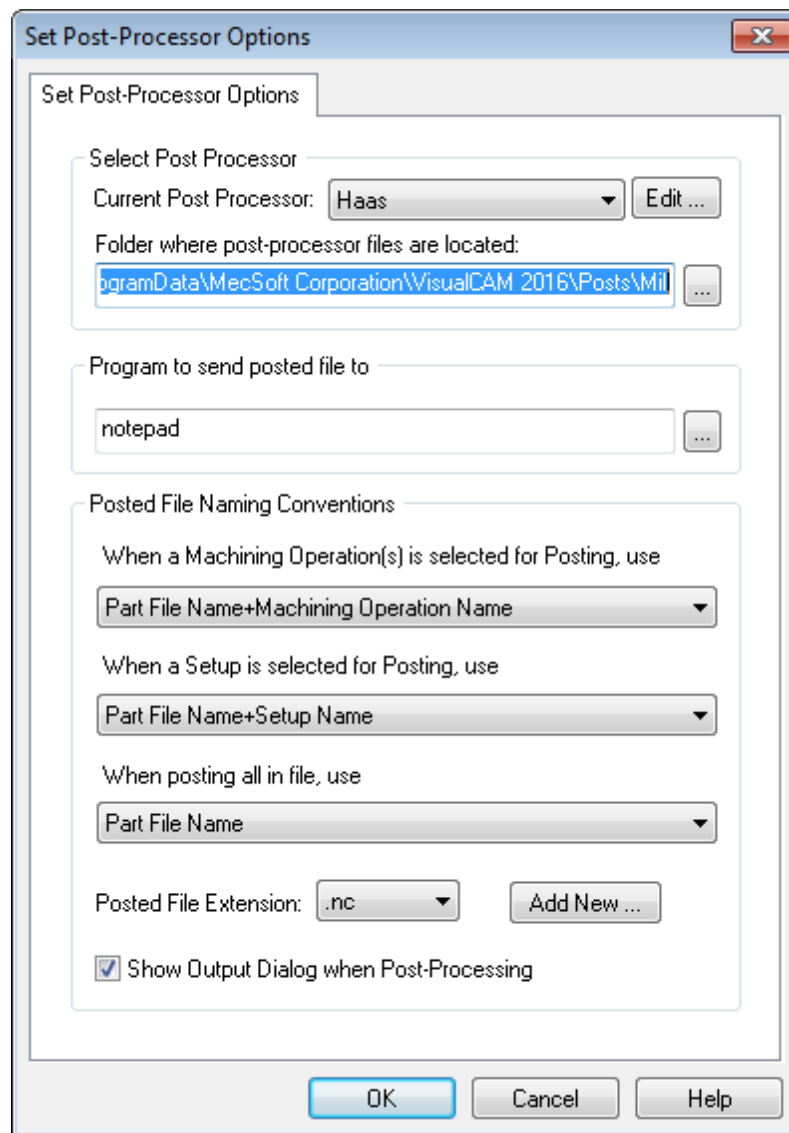 Set Post-Processor Options
Set Post-Processor Options
Select Post Processor
Current Post Processor: Haas Edit ...
Folder where post-processor files are located:
ogramData\MecSoft Corporation\VisualCAM 2016\Posts\Mil ...
Program to send posted file to
notepad ...
Posted File Naming Conventions
When a Machining Operation(s) is selected for Posting, use
Part File Name+Machining Operation Name
When a Setup is selected for Posting, use
Part File Name+Setup Name
When posting all in file, use
Part File Name
Posted File Extension: .nc Add New ...
Show Output Dialog when Post-Processing
OK Cancel Help